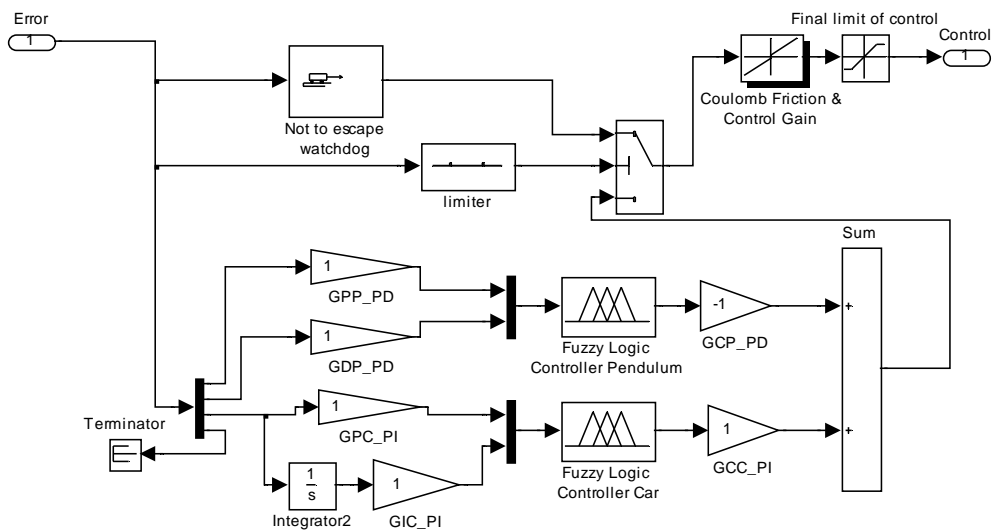 Error
1
Final limit of control
Control
1
Not to escape
watchdog
Coulomb Friction &
Control Gain
limiter
Sum
1
GPP_PD
1
GDP_PD
Fuzzy Logic
Controller Pendulum
-1
GCP_PD
+
Terminator
1
GPC_PI
1
s
Integrator2
1
GIC_PI
Fuzzy Logic
Controller Car
1
GCC_PI
+